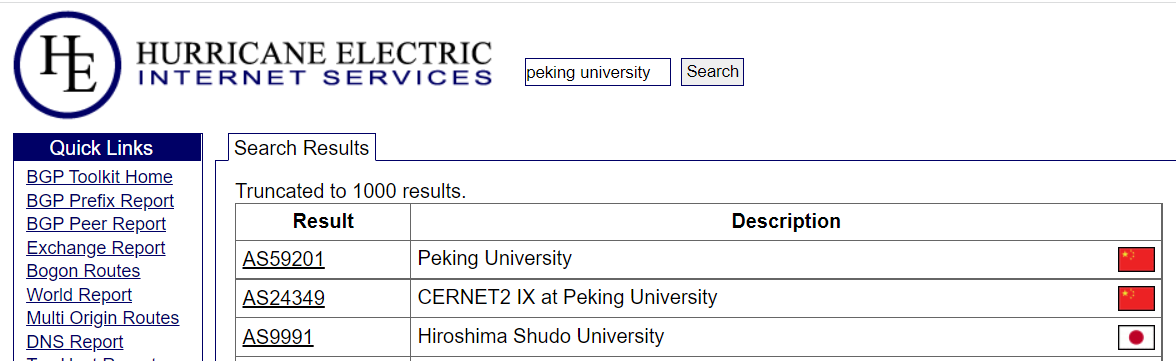 HE
HURRICANE ELECTRIC
INTERNET SERVICES
peking university
Search
Quick Links
BGP Toolkit Home
BGP Prefix Report
BGP Peer Report
Exchange Report
Bogon Routes
World Report
Multi Origin Routes
DNS Report
Search Results
Truncated to 1000 results.
Result Description
AS59201 Peking University
AS24349 CERNET2 IX at Peking University
AS9991 Hiroshima Shudo University